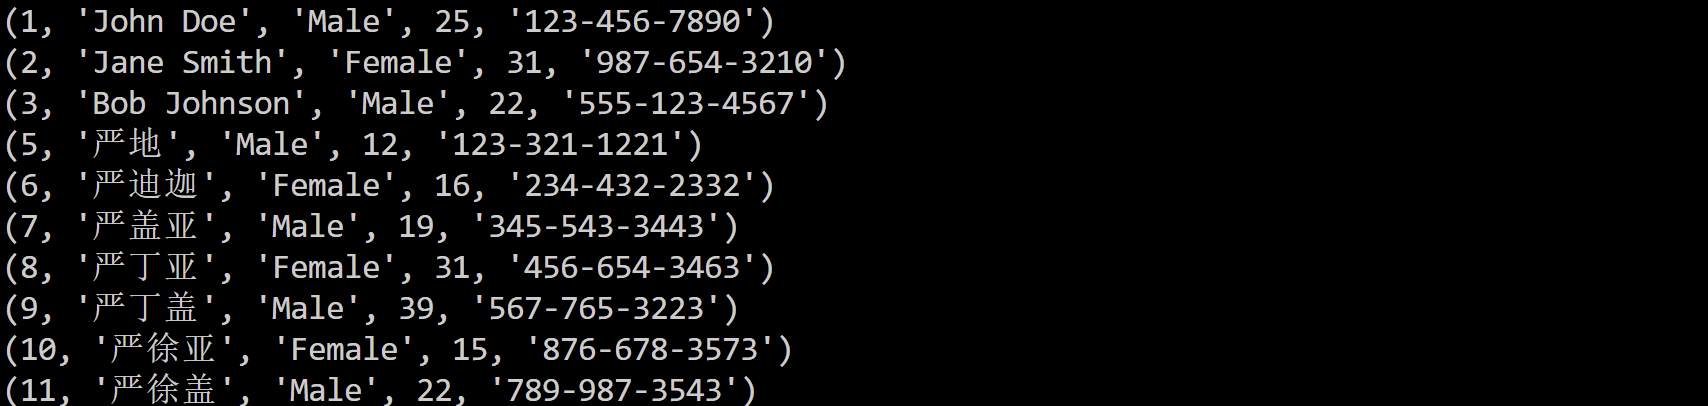 (1, 'John Doe', 'Male', 25, '123-456-7890')
(2, 'Jane Smith', 'Female', 31, '987-654-3210')
(3, 'Bob Johnson', 'Male', 22, '555-123-4567')
(5, '严地', 'Male', 12, '123-321-1221')
(6, '严迪迦', 'Female', 16, '234-432-2332')
(7, '严盖亚', 'Male', 19, '345-543-3443')
(8, '严丁亚', 'Female', 31, '456-654-3463')
(9, '严丁盖', 'Male', 39, '567-765-3223')
(10, '严徐亚', 'Female', 15, '876-678-3573')
(11, '严徐盖', 'Male', 22, '789-987-3543')